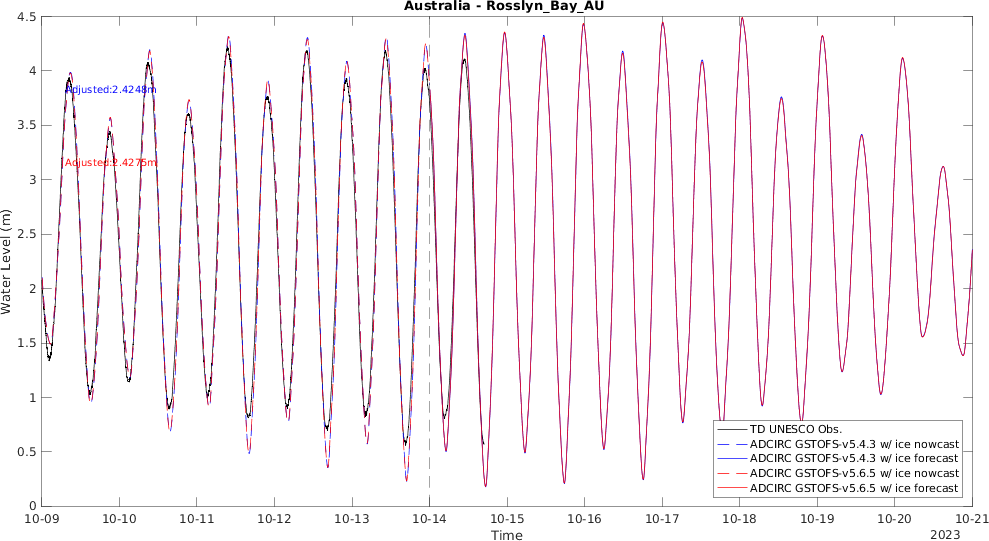 Australia - Rosslyn_Bay_AU
Water Level (m)
4.5
4
3.5
3
2.5
2
1.5
1
0.5
0
Adjusted:2.4248m
Adjusted:2.4275m
TD UNESCO Obs.
ADCIRC GSTOFS-v5.4.3 w/ ice nowcast
ADCIRC GSTOFS-v5.4.3 w/ ice forecast
ADCIRC GSTOFS-v5.6.5 w/ ice nowcast
ADCIRC GSTOFS-v5.6.5 w/ ice forecast
10-09 10-10 10-11 10-12 10-13 10-14 10-15 10-16 10-17 10-18 10-19 10-20 10-21
Time
2023